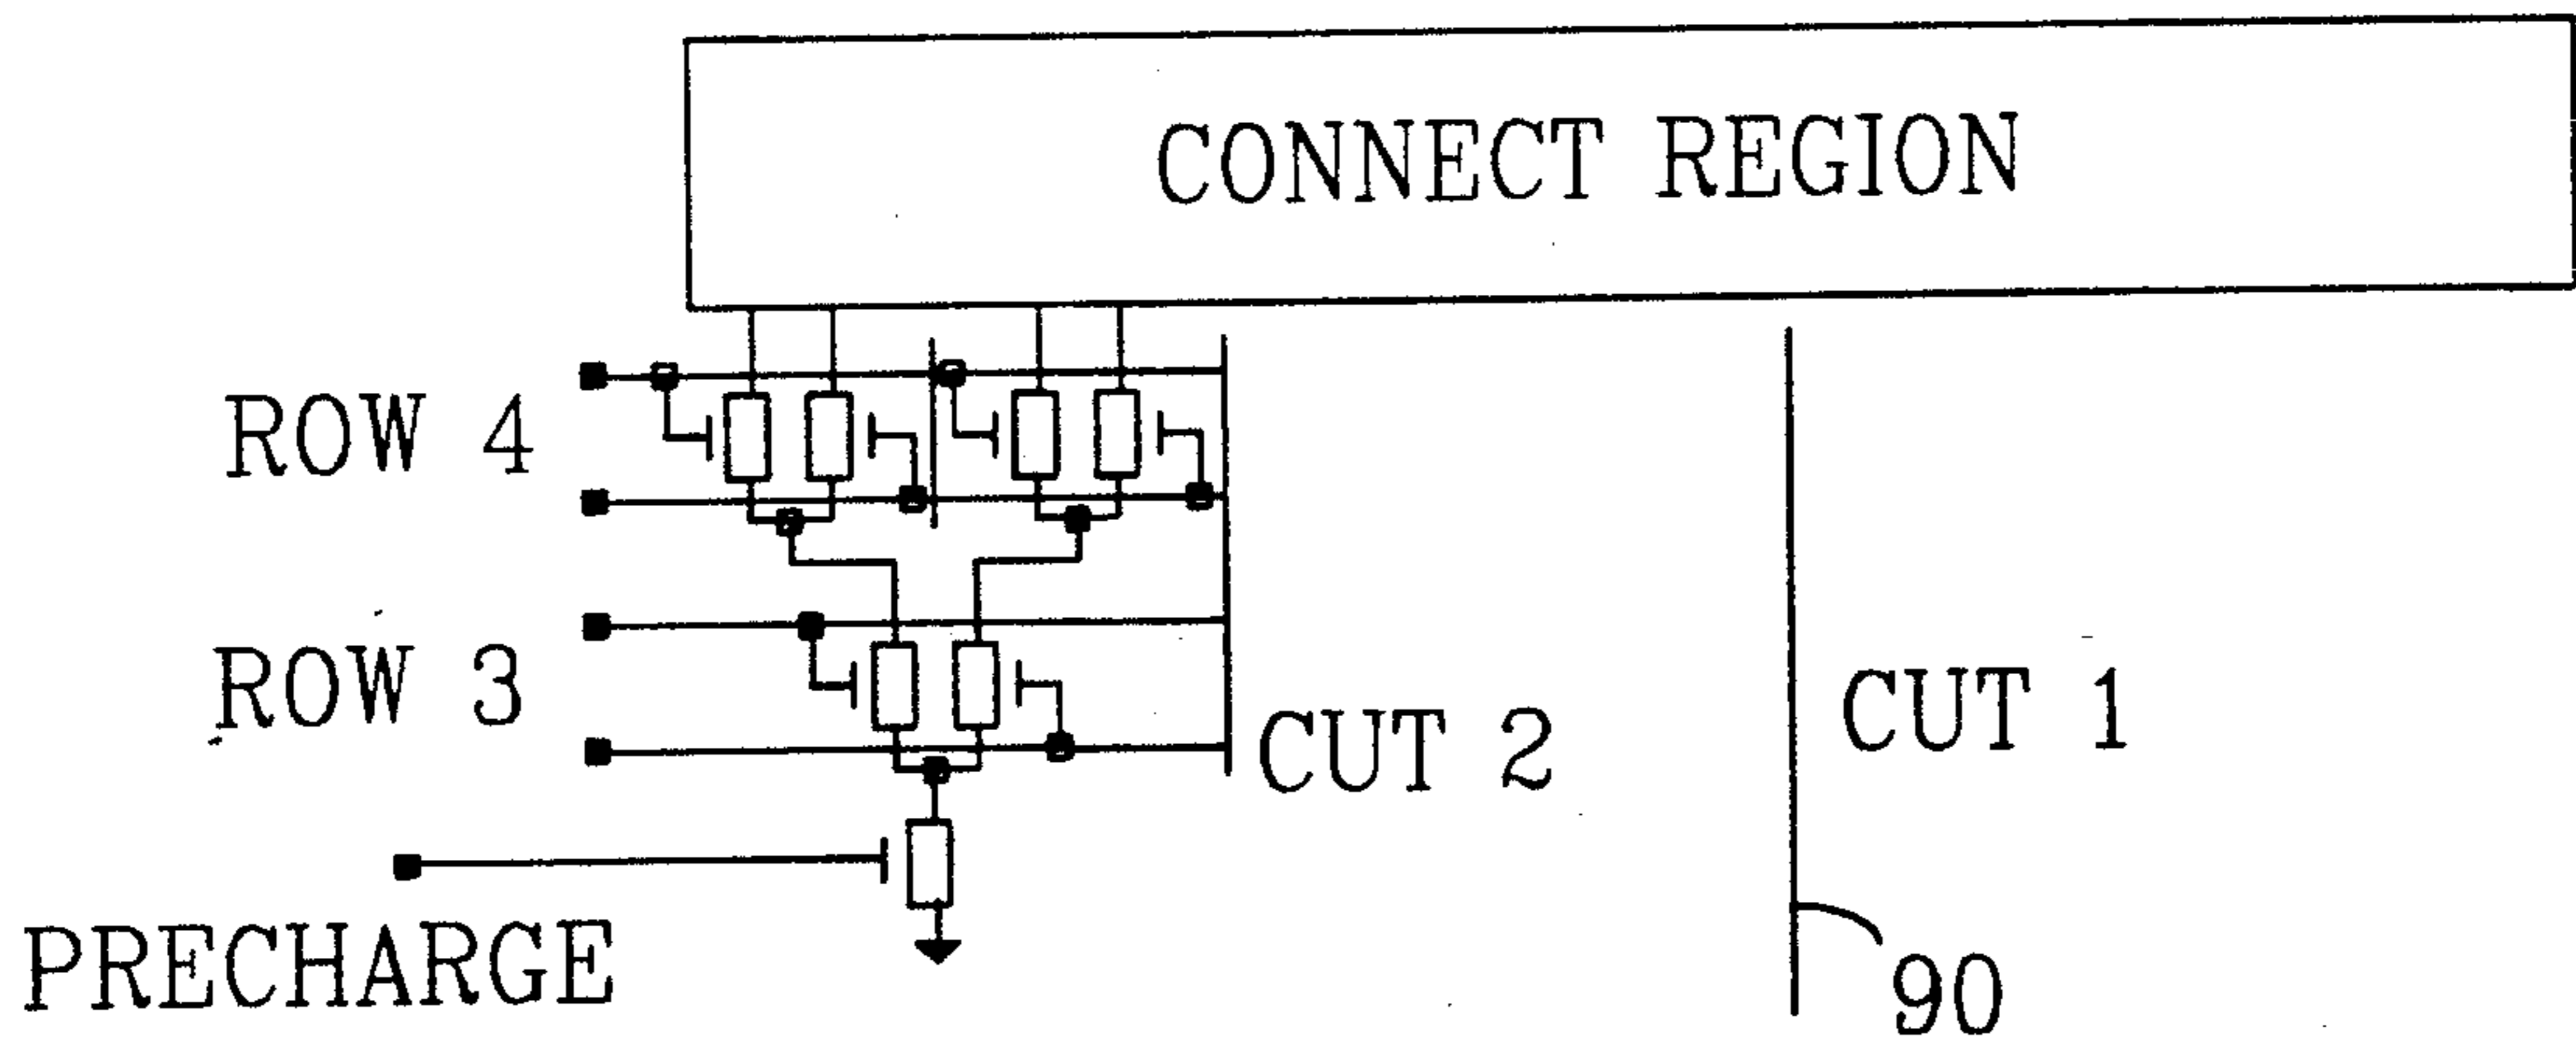 CONNECT REGION
ROW 4
ROW 3
CUT 2
CUT 1
PRECHARGE
90